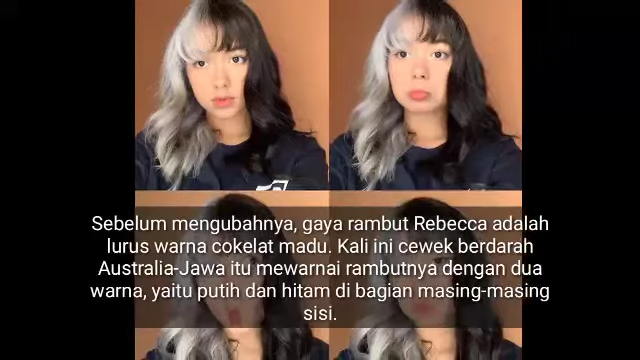 Sebelum mengubahnya, gaya rambut Rebecca adalah
lurus warna cokelat madu. Kali ini cewek berdarah
Australia-Jawa itu mewarnai rambutnya dengan dua
warna, yaitu putih dan hitam di bagian masing-masing
sisi.